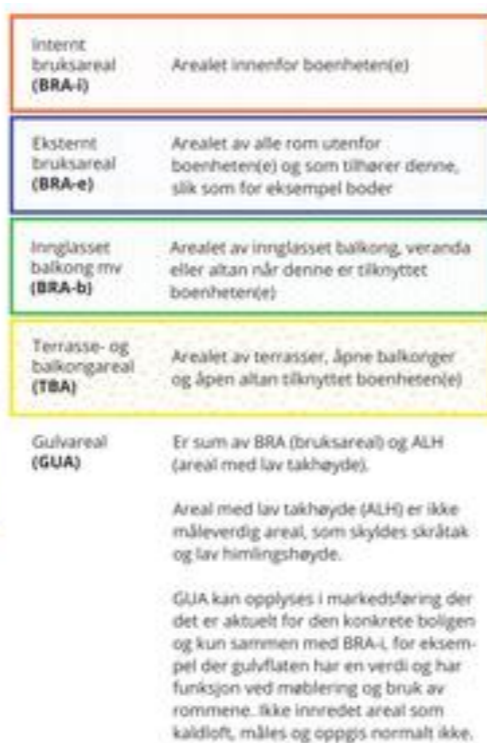 Internt
bruksareal
(BRA-i)
Arealet innenfor boenheten(e)
Eksternt
bruksareal
(BRA-e)
Arealet av alle rom utenfor
boenheten(e) og som tilhører denne,
slik som for eksempel boder
Innglasset
balkong mv
(BRA-b)
Arealet av innglasset balkong, veranda
eller altan når denne er tilknyttet
boenheten(e)
Terrasse- og
balkongareal
(TBA)
Arealet av terrasser, åpne balkonger
og åpen altan tilknyttet boenheten(e)
Gulvareal
(GUA)
Er sum av BRA (bruksareal) og ALH
(areal med lav takhøyde).
Areal med lav takhøyde (ALH) er ikke
måleverdig areal, som skyldes skråtak
og lav himlingshøyde.
GUA kan opplyses i markedsføring der
det er aktuelt for den konkrete boligen
og kun sammen med BRA-i, for eksem-
pel der gulvflaten har en verdi og har
funksjon ved møblering og bruk av
rommene. Ikke innredet areal som
kaldloft, måles og oppgis normalt ikke.